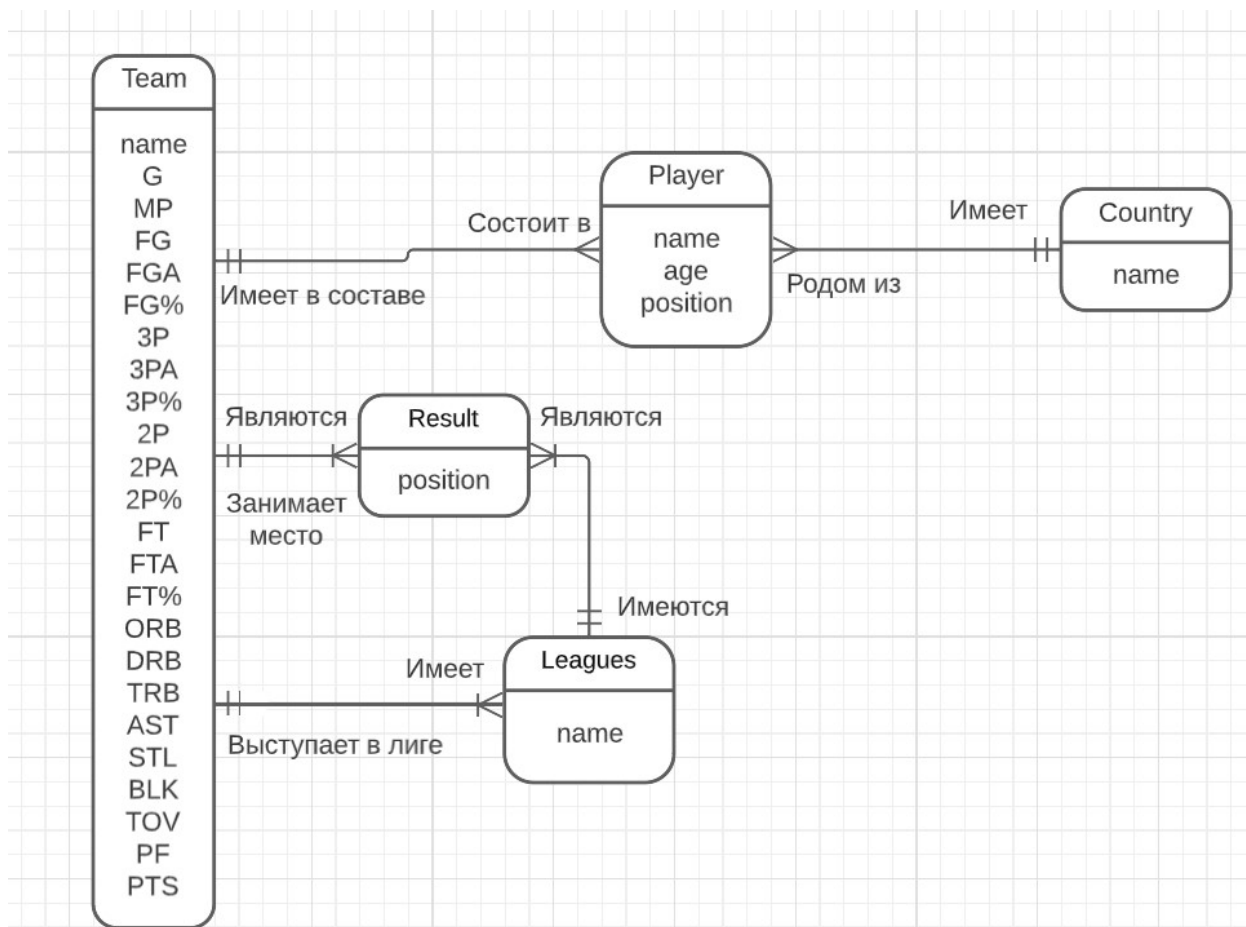 Team
name
G
MP
FG
FGA
FG%
3P
3PA
3P%
2P
2PA
2P%
FT
FTA
FT%
ORB
DRB
TRB
AST
STL
BLK
TOV
PF
PTS
Состоит в
Имеет в составе
Player
name
age
position
Имеет
Родом из
Country
name
Являются
Занимает
место
Result
position
Являются
Имеются
Имеет
Выступает в лиге
Leagues
name